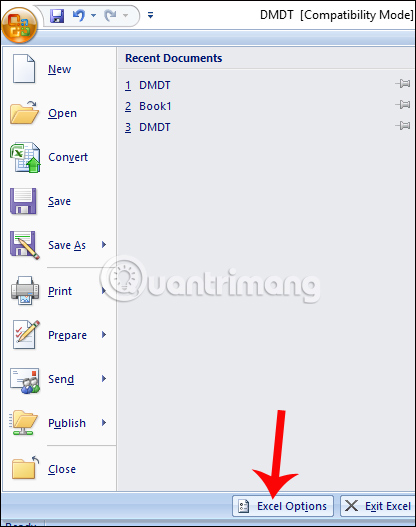 DMDT [Compatibility Mode]
New
Open
Convert
Save
Save As
Print
Prepare
Send
Publish
Close
Recent Documents
1 DMDT
2 Book1
3 DMDT
Quantrimang
Excel Options
Exit Excel
Ready